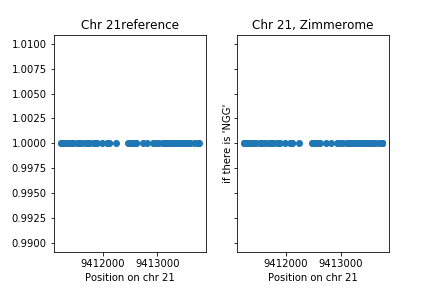 Chr 21reference
Chr 21, Zimmerome
1.0100
1.0075
1.0050
1.0025
1.0000
0.9975
0.9950
0.9925
0.9900
if there is 'NGG'
9412000 9413000
9412000 9413000
Position on chr 21
Position on chr 21